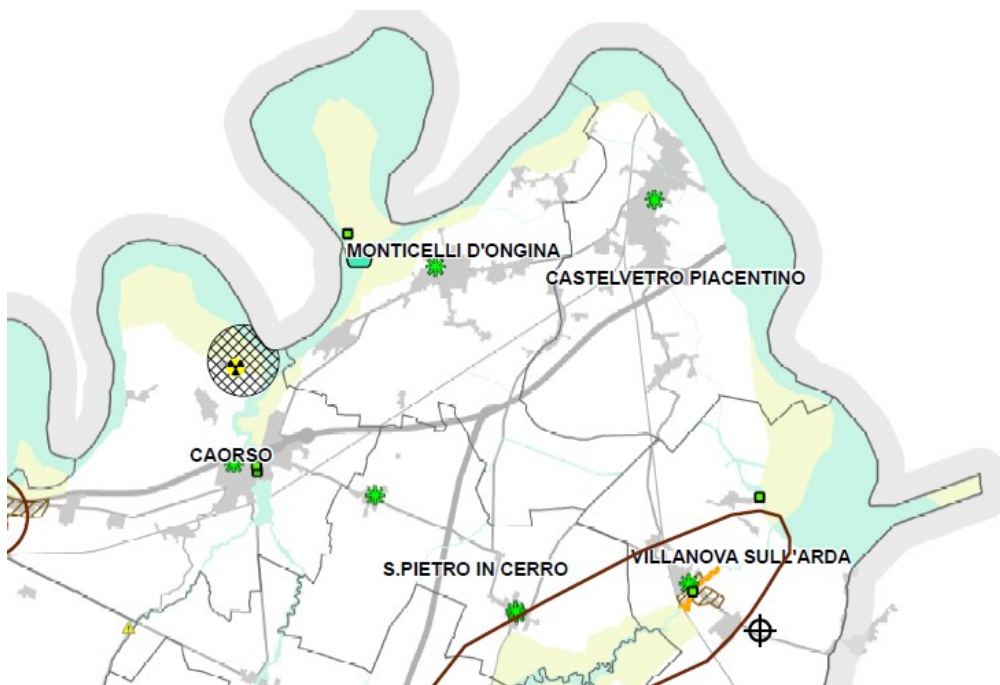 MONTICELLI D'ONGINA
CASTELVETRO PIACENTINO
CAORSO
S.PIETRO IN CERRO
VILLANOVA SULL'ARDA